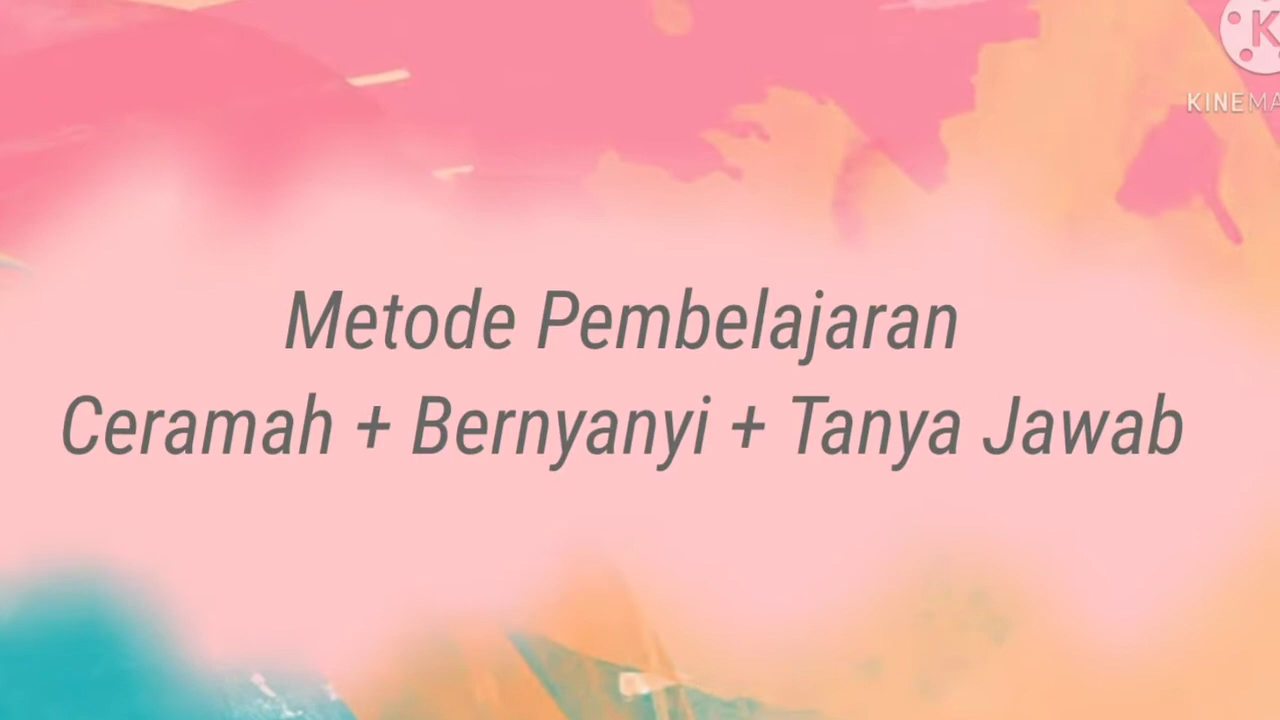 K
KINEMA
Metode Pembelajaran
Ceramah + Bernyanyi + Tanya Jawab